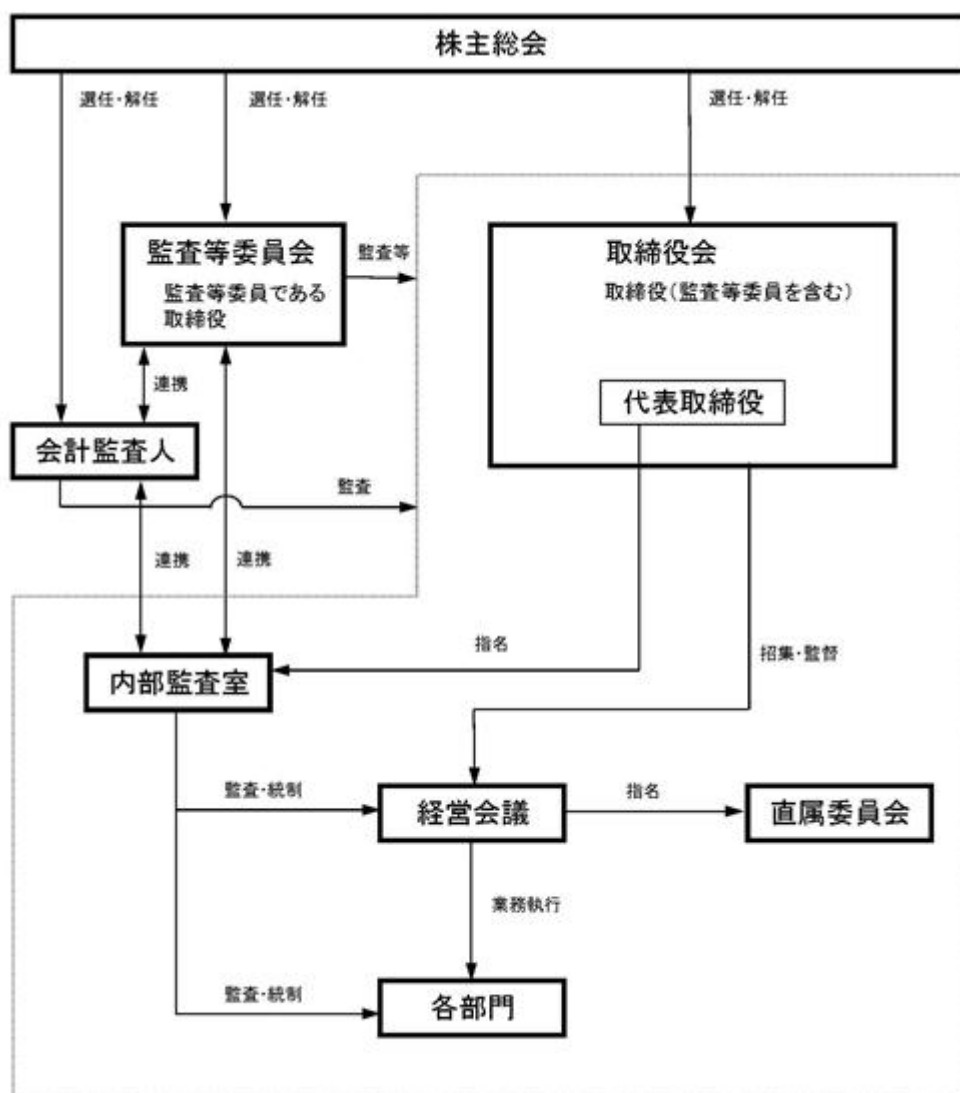 株主総会
選任・解任
選任・解任
選任・解任
監査等委員会
監査等委員である
取締役
監査等
取締役会
取締役(監査等委員を含む)
代表取締役
連携
会計監査人
監査
連携
連携
指名
招集・監督
内部監査室
監査・統制
経営会議
指名
直属委員会
業務執行
監査・統制
各部門